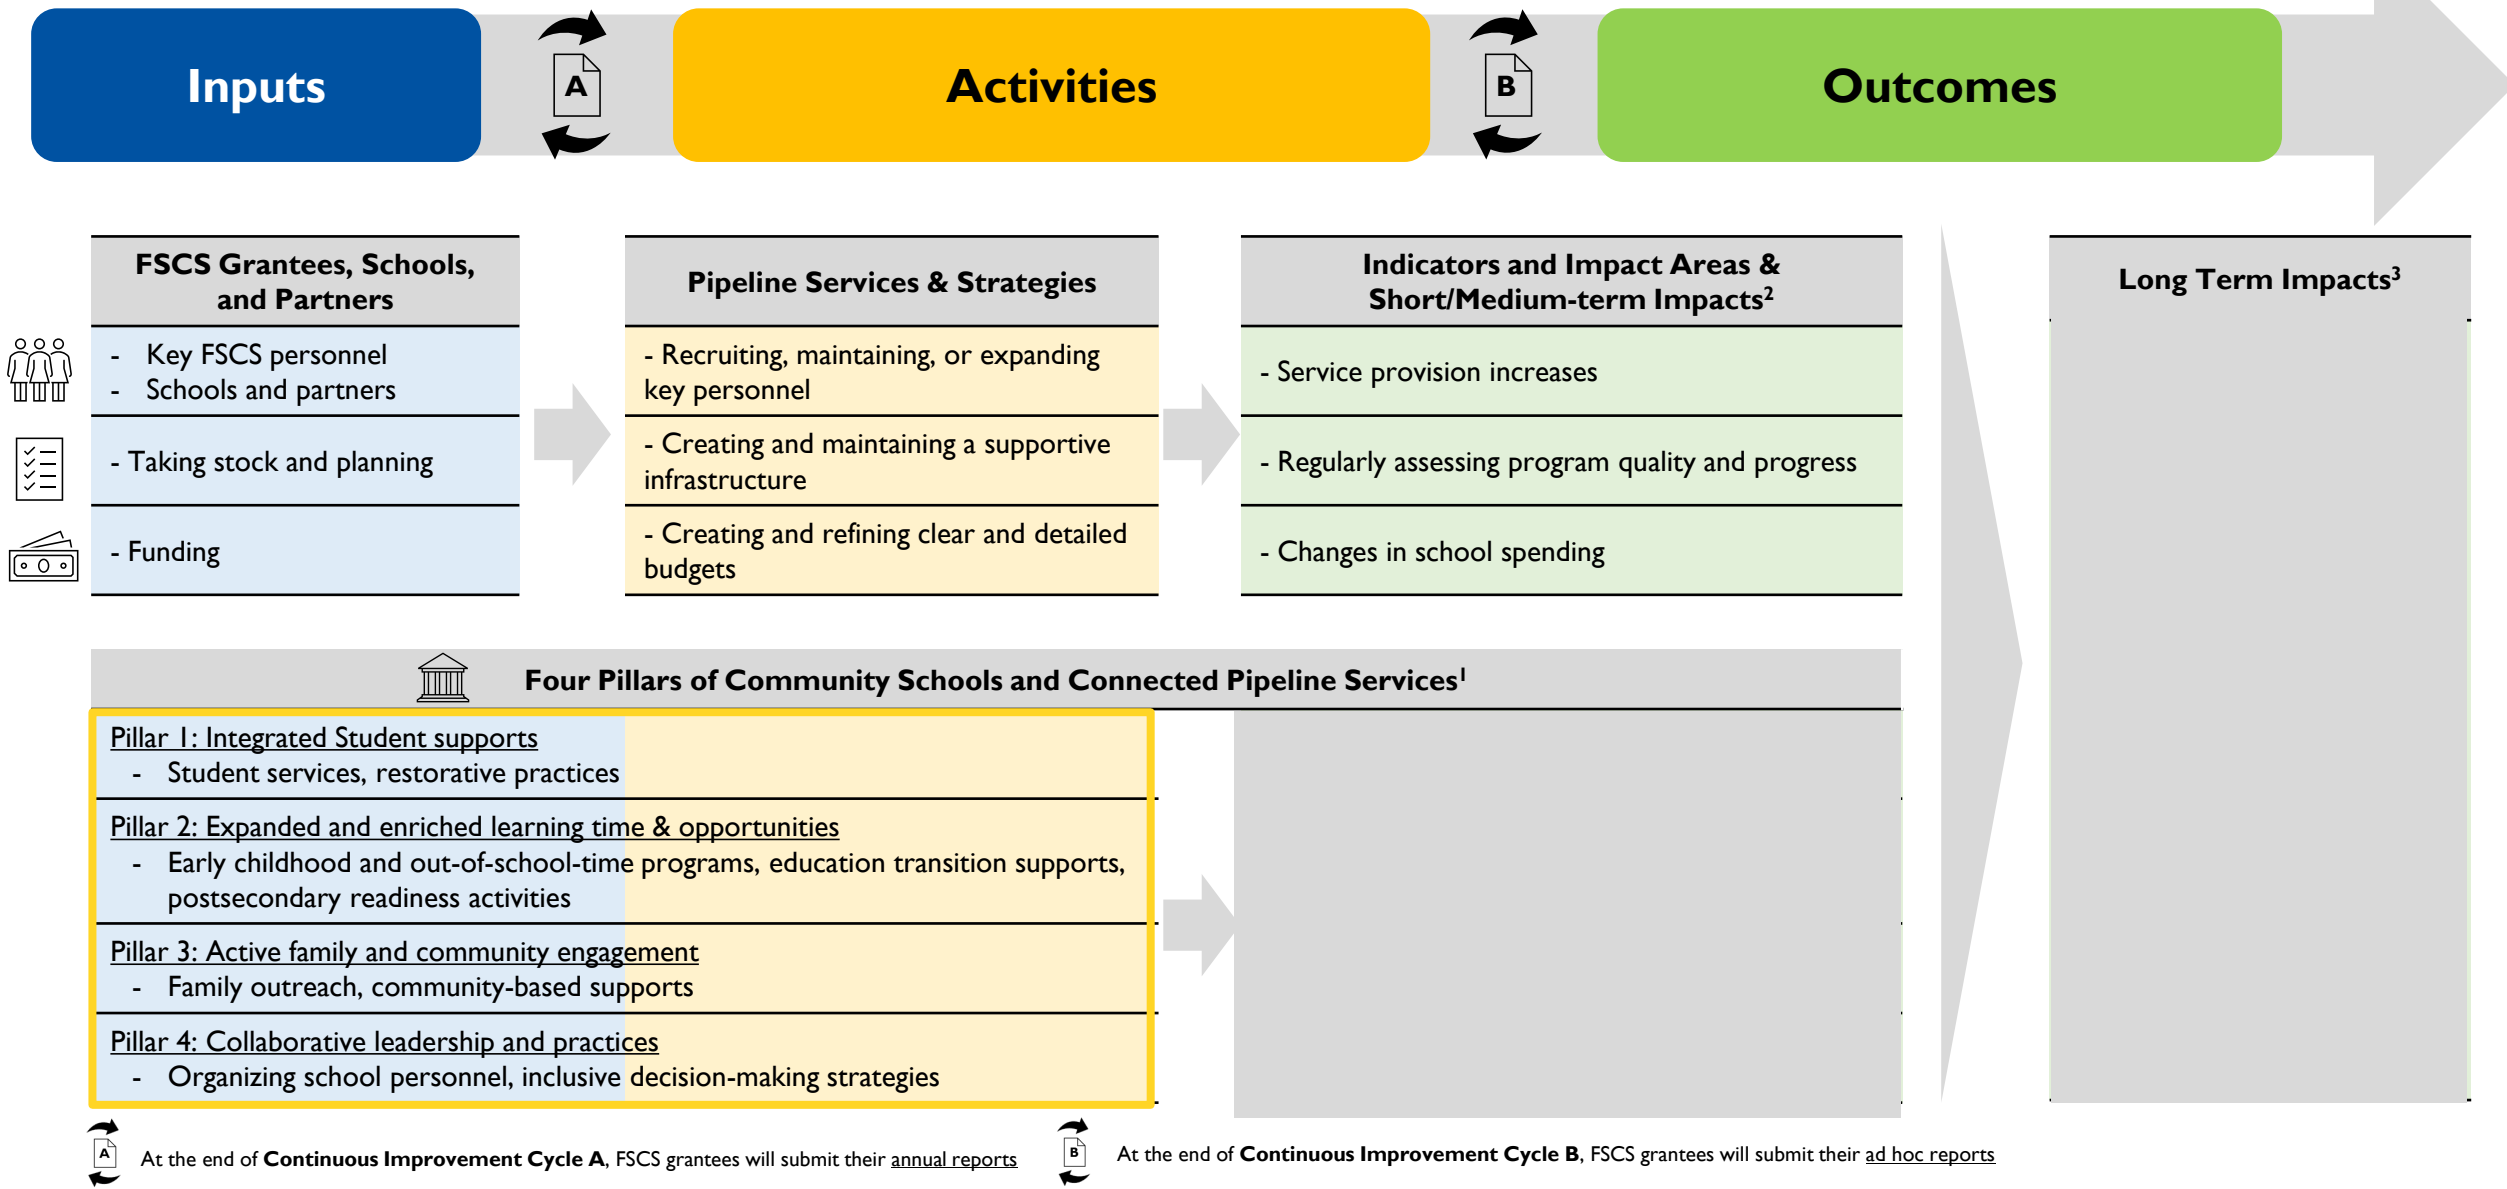 Inputs
A
Activities
B
Outcomes
FSCS Grantees, Schools,
and Partners
- Key FSCS personnel
- Schools and partners
- Taking stock and planning
- Funding
Pipeline Services & Strategies
- Recruiting, maintaining, or expanding
key personnel
- Creating and maintaining a supportive
infrastructure
- Creating and refining clear and detailed
budgets
Indicators and Impact Areas &
Short/Medium-term Impacts²
- Service provision increases
- Regularly assessing program quality and progress
- Changes in school spending
Long Term Impacts³
Four Pillars of Community Schools and Connected Pipeline Services¹
Pillar 1: Integrated Student supports
- Student services, restorative practices
Pillar 2: Expanded and enriched learning time & opportunities
- Early childhood and out-of-school-time programs, education transition supports,
postsecondary readiness activities
Pillar 3: Active family and community engagement
- Family outreach, community-based supports
Pillar 4: Collaborative leadership and practices
- Organizing school personnel, inclusive decision-making strategies
A
At the end of Continuous Improvement Cycle A, FSCS grantees will submit their annual reports
B
At the end of Continuous Improvement Cycle B, FSCS grantees will submit their ad hoc reports